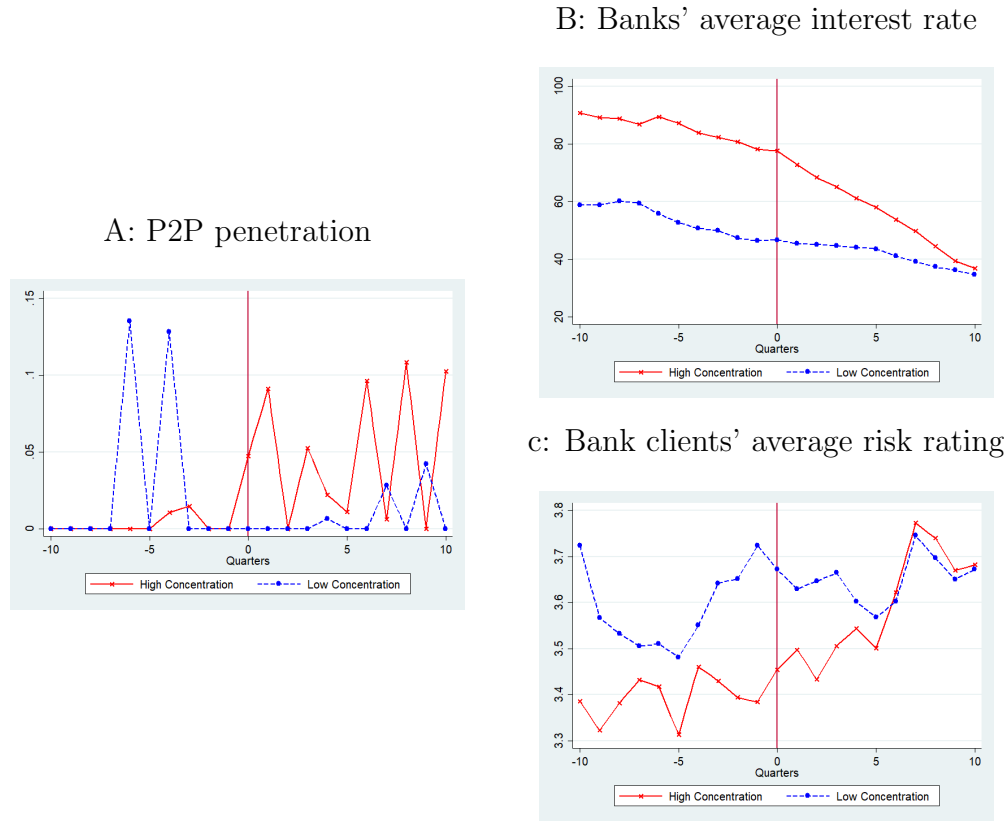 A: P2P penetration
.15
.1
.05
0
-10 -5 0 5 10
Quarters
High Concentration Low Concentration
B: Banks’ average interest rate
100
80
60
40
20
-10 -5 0 5 10
Quarters
High Concentration Low Concentration
c: Bank clients’ average risk rating
3.8
3.7
3.6
3.5
3.4
3.3
-10 -5 0 5 10
Quarters
High Concentration Low Concentration